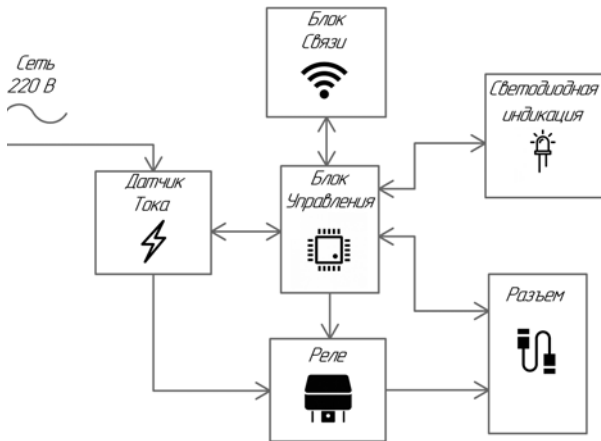 Блок
Связи
Сеть
220 В
Светодиодная
индикация
Датчик
Тока
Блок
Управления
Разъем
Реле